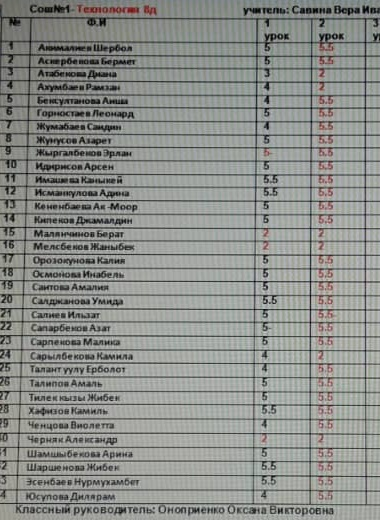 Сош№1- Технология 8д учитель: Савина Вера Ива
№ Ф.И 1 урок 2 урок 3 у
1 Акималиев Шербол 5 5.5
2 Аскербекова Бермет 5 5.5
3 Атабекова Диана 3 2
4 Ахумбаев Рамзан 4 2
5 Бексултанова Аиша 4 5.5
6 Горностаев Леонард 5 5.5
7 Жумабаев Саидин 4 5.5
8 Жунусов Азарет 5 5.5
9 Жыргалбеков Эрлан 5- 5.5
10 Идирисов Арсен 5 5.5
11 Имашева Каныкей 5.5 5.5
12 Исманкулова Адина 5.5 5.5
13 Кененбаева Ак -Моор 5 5.5
14 Кипеков Джамалдин 5 5.5
15 Малянчинов Берат 2 2
16 Мелсбеков Жаныбек 2 2
17 Орозокунова Калия 5 5.5
18 Осмонова Инабель 5 5.5
19 Саитова Амалия 5 5.5
20 Салджанова Умида 5.5 5.5
21 Салиев Ильзат 5 5.5-
22 Сапарбеков Азат 5- 5.5
23 Сарпекова Малика 5 5.5
24 Сарылбекова Камила 4 2
25 Талант уулу Ерболот 4 5.5
26 Талипов Амаль 5 5.5
27 Тилек кызы Жибек 5 5.5
28 Хафизов Камиль 5.5 5.5
29 Ченцова Виолетта 4 5.5
30 Черняк Александр 2 2
31 Шамшыбекова Арина 5 5.5
32 Шаршенова Жибек 5.5 5.5
3 Эсенбаев Нурмухамбет 5.5 5.5
4 Юсупова Дилярам 4 5.5
Классный руководитель: Оноприенко Оксана Викторовна